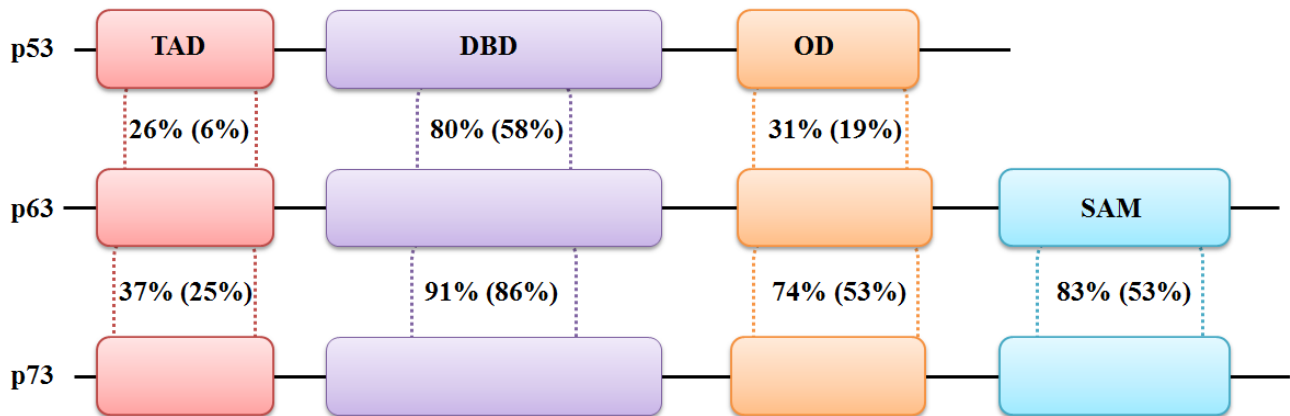 p53 TAD DBD OD
26% (6%) 80% (58%) 31% (19%)
p63 SAM
37% (25%) 91% (86%) 74% (53%) 83% (53%)
p73